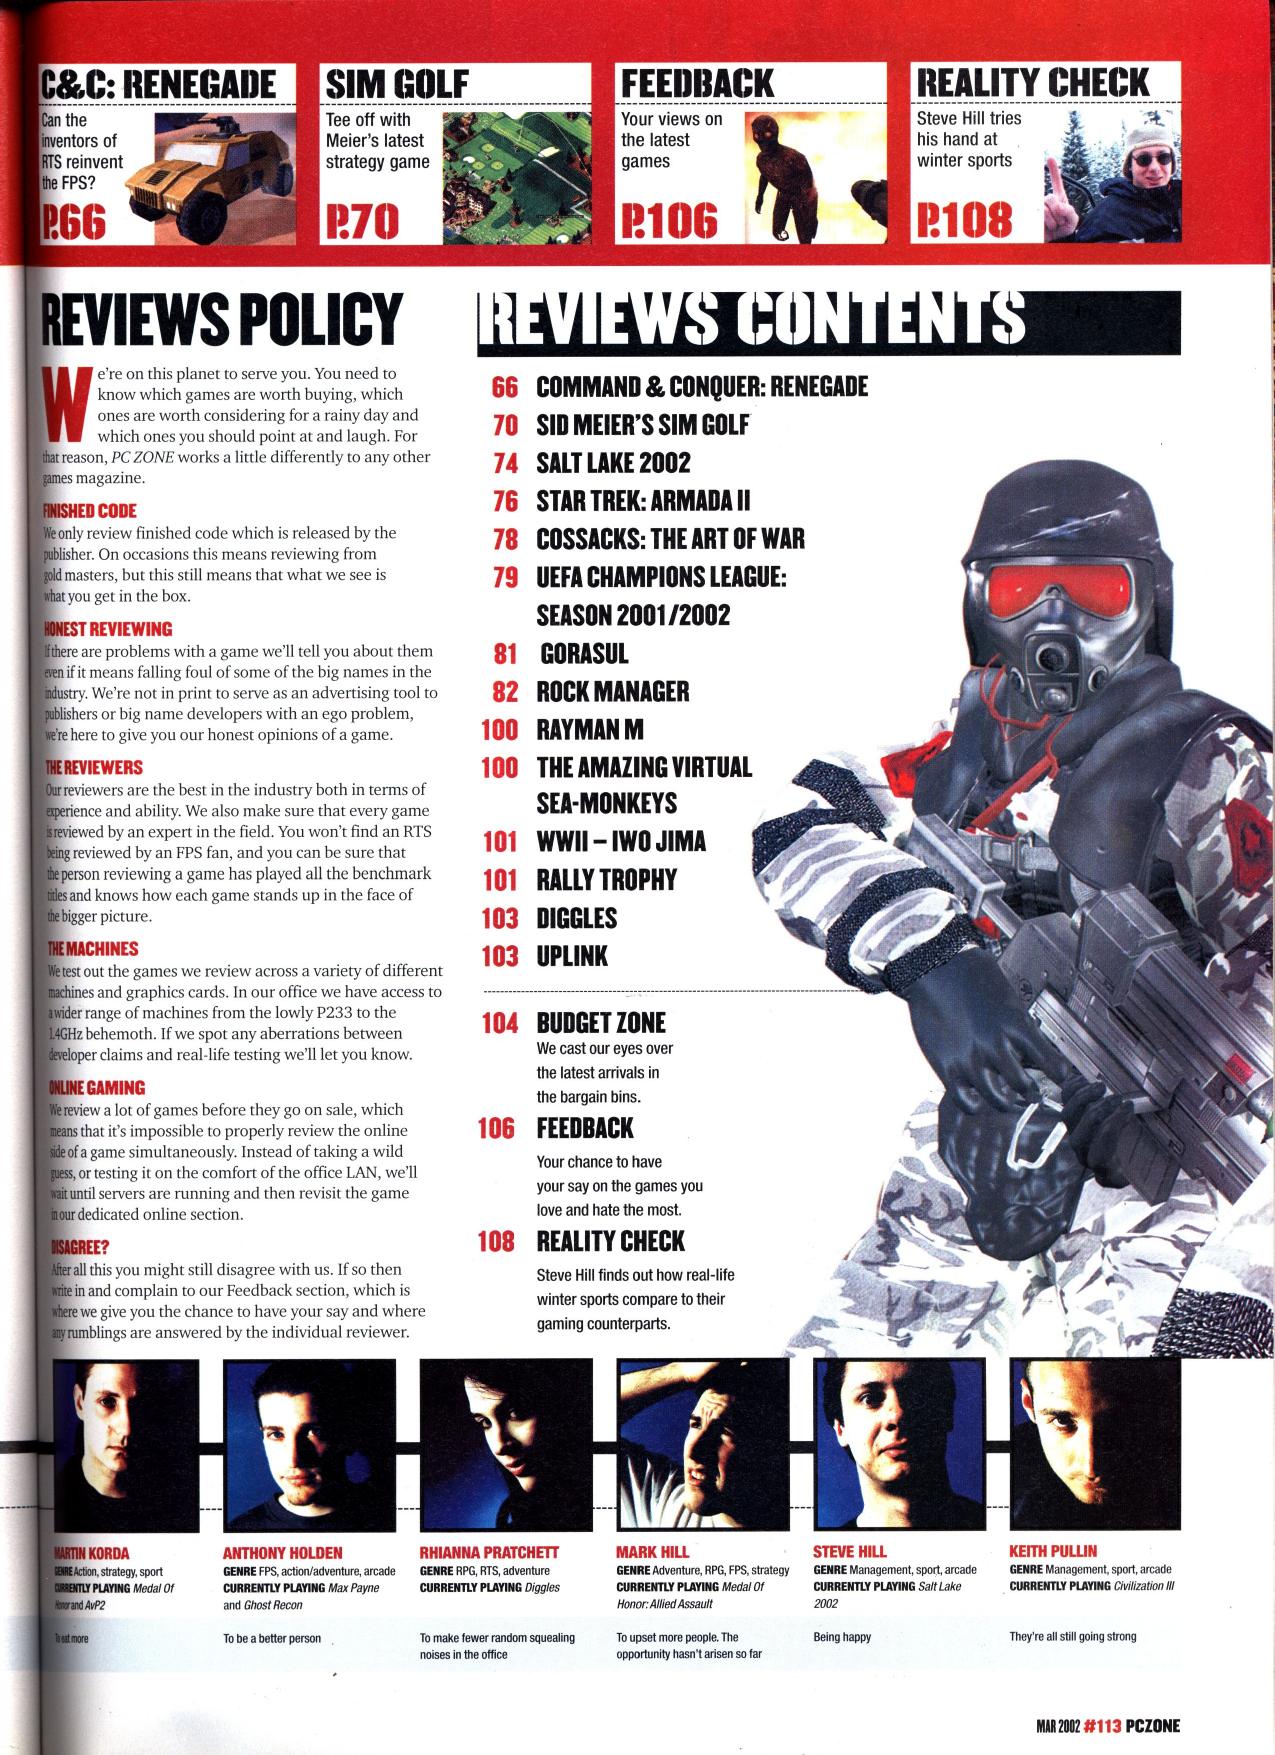 C&C: RENEGADE
Can the
inventors of
RTS reinvent
the FPS?
P.66
SIM GOLF
Tee off with
Meier's latest
strategy game
P.70
FEEDBACK
Your views on
the latest
games
P.106
REALITY CHECK
Steve Hill tries
his hand at
winter sports
P.108
REVIEWS POLICY
We're on this planet to serve you. You need to
know which games are worth buying, which
ones are worth considering for a rainy day and
which ones you should point at and laugh. For
that reason, PC ZONE works a little differently to any other
games magazine.
FINISHED CODE
We only review finished code which is released by the
publisher. On occasions this means reviewing from
gold masters, but this still means that what we see is
what you get in the box.
HONEST REVIEWING
If there are problems with a game we'll tell you about them
even if it means falling foul of some of the big names in the
industry. We're not in print to serve as an advertising tool to
publishers or big name developers with an ego problem,
we're here to give you our honest opinions of a game.
THE REVIEWERS
Our reviewers are the best in the industry both in terms of
experience and ability. We also make sure that every game
is reviewed by an expert in the field. You won't find an RTS
being reviewed by an FPS fan, and you can be sure that
the person reviewing a game has played all the benchmark
titles and knows how each game stands up in the face of
the bigger picture.
THE MACHINES
We test out the games we review across a variety of different
machines and graphics cards. In our office we have access to
a wider range of machines from the lowly P233 to the
1.4GHz behemoth. If we spot any aberrations between
developer claims and real-life testing we'll let you know.
ONLINE GAMING
We review a lot of games before they go on sale, which
means that it's impossible to properly review the online
side of a game simultaneously. Instead of taking a wild
guess, or testing it on the comfort of the office LAN, we'll
wait until servers are running and then revisit the game
in our dedicated online section.
DISAGREE?
After all this you might still disagree with us. If so then
write in and complain to our Feedback section, which is
where we give you the chance to have your say and where
any rumblings are answered by the individual reviewer.
REVIEWS CONTENTS
66 COMMAND & CONQUER: RENEGADE
70 SID MEIER'S SIM GOLF
74 SALT LAKE 2002
76 STAR TREK: ARMADA II
78 COSSACKS: THE ART OF WAR
79 UEFA CHAMPIONS LEAGUE:
SEASON 2001/2002
81 GORASUL
82 ROCK MANAGER
100 RAYMAN M
100 THE AMAZING VIRTUAL
SEA-MONKEYS
101 WWII – IWO JIMA
101 RALLY TROPHY
103 DIGGLES
103 UPLINK
104 BUDGET ZONE
We cast our eyes over
the latest arrivals in
the bargain bins.
106 FEEDBACK
Your chance to have
your say on the games you
love and hate the most.
108 REALITY CHECK
Steve Hill finds out how real-life
winter sports compare to their
gaming counterparts.
MARTIN KORDA
GENRE Action, strategy, sport
CURRENTLY PLAYING Medal Of
Honor and AvP2
To eat more
ANTHONY HOLDEN
GENRE FPS, action/adventure, arcade
CURRENTLY PLAYING Max Payne
and Ghost Recon
To be a better person
RHIANNA PRATCHETT
GENRE RPG, RTS, adventure
CURRENTLY PLAYING Diggles
To make fewer random squealing
noises in the office
MARK HILL
GENRE Adventure, RPG, FPS, strategy
CURRENTLY PLAYING Medal Of
Honor: Allied Assault
To upset more people. The
opportunity hasn't arisen so far
STEVE HILL
GENRE Management, sport, arcade
CURRENTLY PLAYING Salt Lake
2002
Being happy
KEITH PULLIN
GENRE Management, sport, arcade
CURRENTLY PLAYING Civilization III
They're all still going strong
MAR 2002 #113 PCZONE